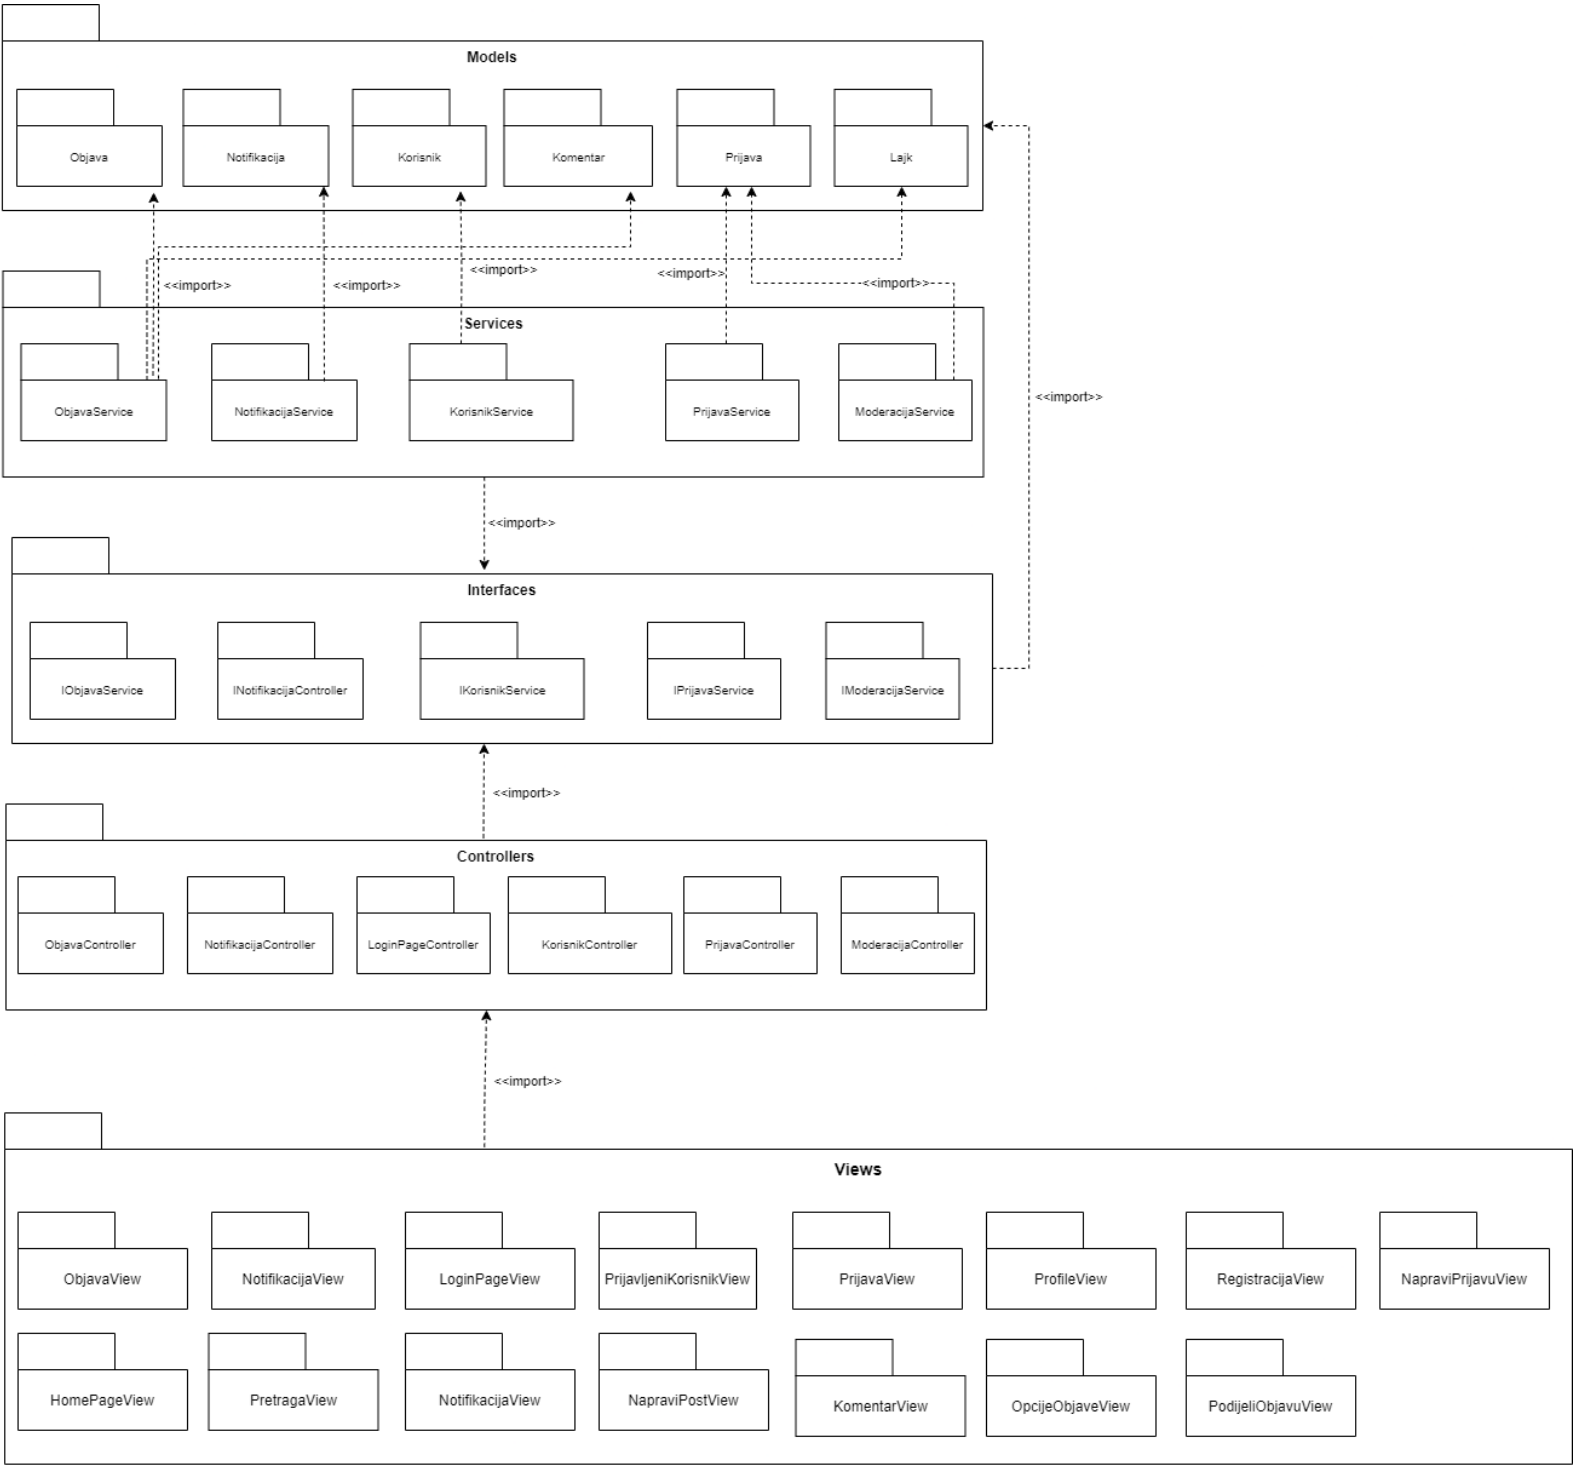 Models
Objava
Notifikacija
Korisnik
Komentar
Prijava
Lajk
<<import>>
<<import>>
<<import>>
<<import>>
<<import>>
Services
ObjavaService
NotifikacijaService
KorisnikService
PrijavaService
ModeracijaService
<<import>>
<<import>>
Interfaces
IObjavaService
INotifikacijaController
IKorisnikService
IPrijavaService
IModeracijaService
<<import>>
Controllers
ObjavaController
NotifikacijaController
LoginPageController
KorisnikController
PrijavaController
ModeracijaController
<<import>>
Views
ObjavaView
NotifikacijaView
LoginPageView
PrijavljeniKorisnikView
PrijavaView
ProfileView
RegistracijaView
NapraviPrijavuView
HomePageView
PretragaView
NotifikacijaView
NapraviPostView
KomentarView
OpcijeObjaveView
PodijeliObjavuView